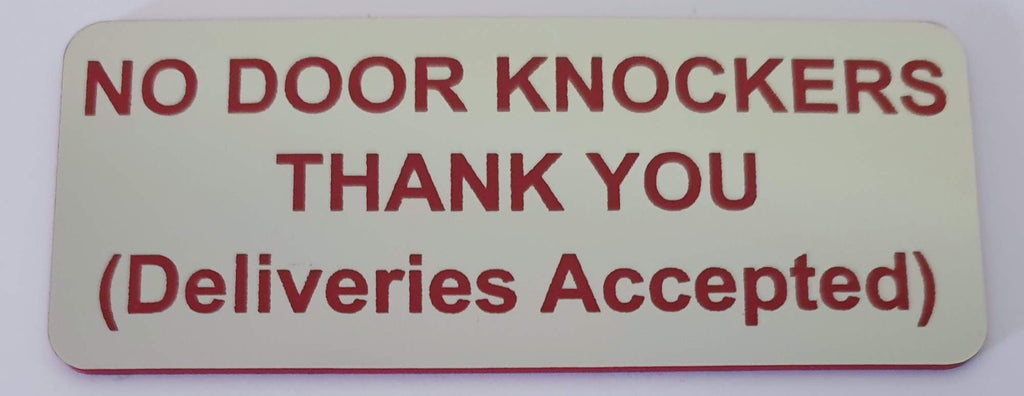 NO DOOR KNOCKERS
THANK YOU
(Deliveries Accepted)